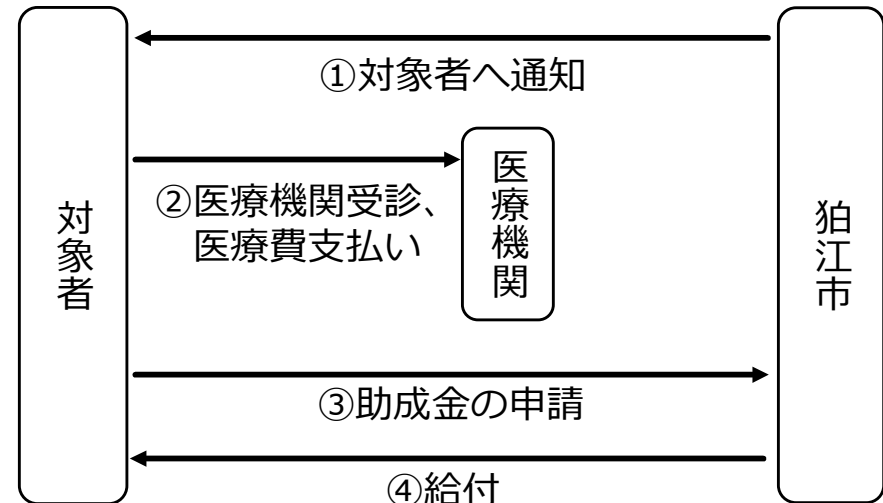 対象者
①対象者へ通知
②医療機関受診、
医療費支払い
医療機関
③助成金の申請
④給付
狛江市